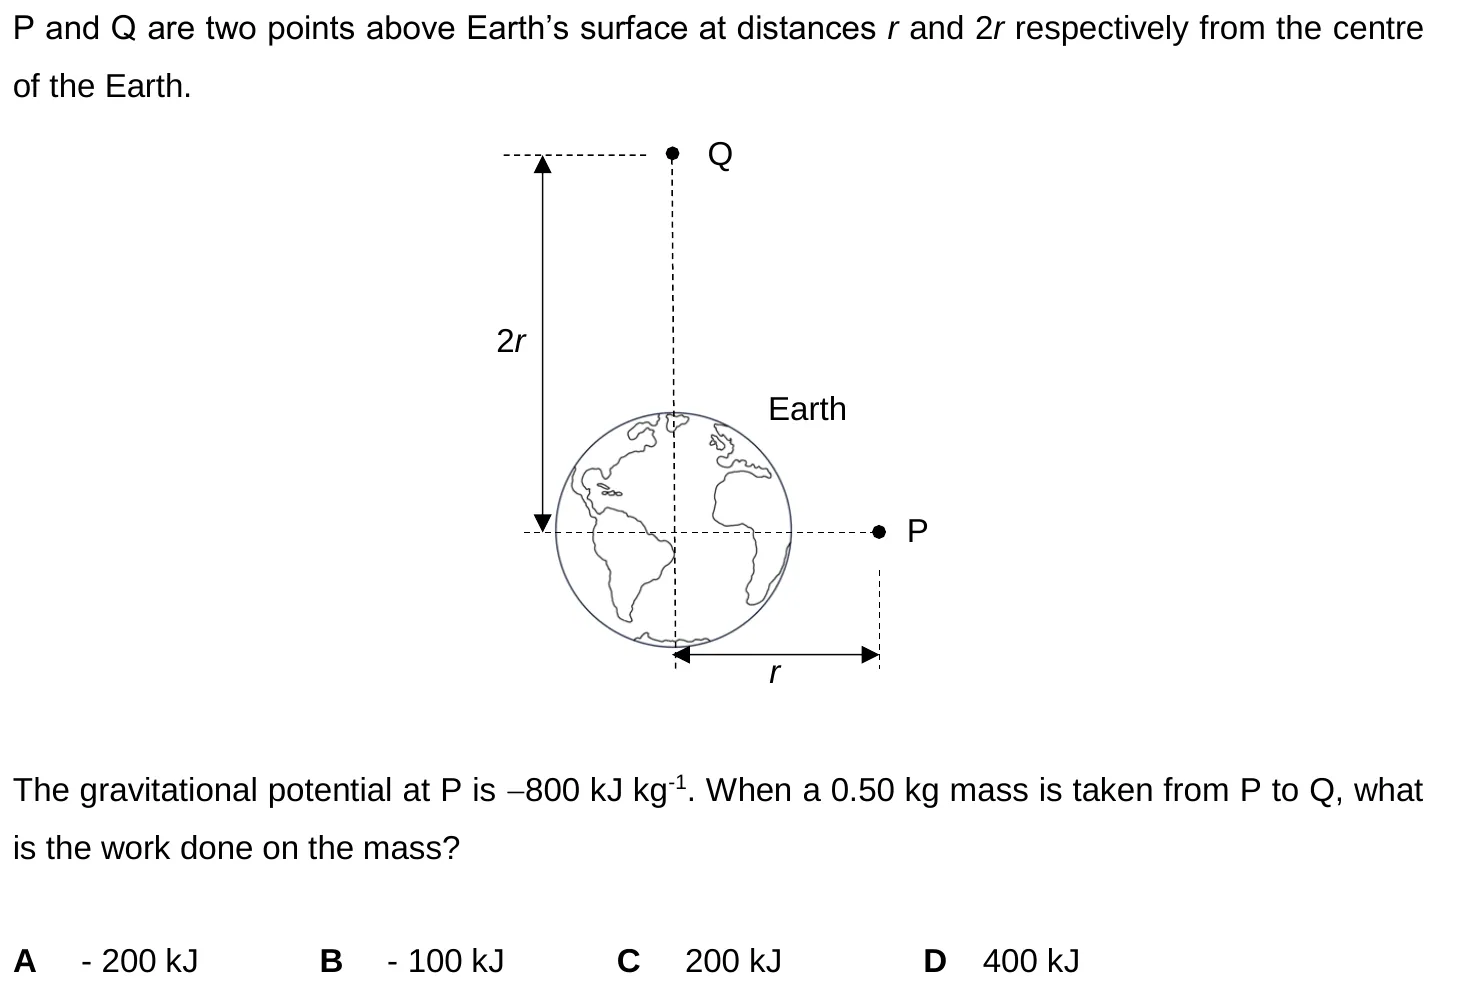 P and Q are two points above Earth’s surface at distances r and 2r respectively from the centre
of the Earth.
Q
2r
Earth
P
r
The gravitational potential at P is –800 kJ kg⁻¹. When a 0.50 kg mass is taken from P to Q, what
is the work done on the mass?
A - 200 kJ B - 100 kJ C 200 kJ D 400 kJ